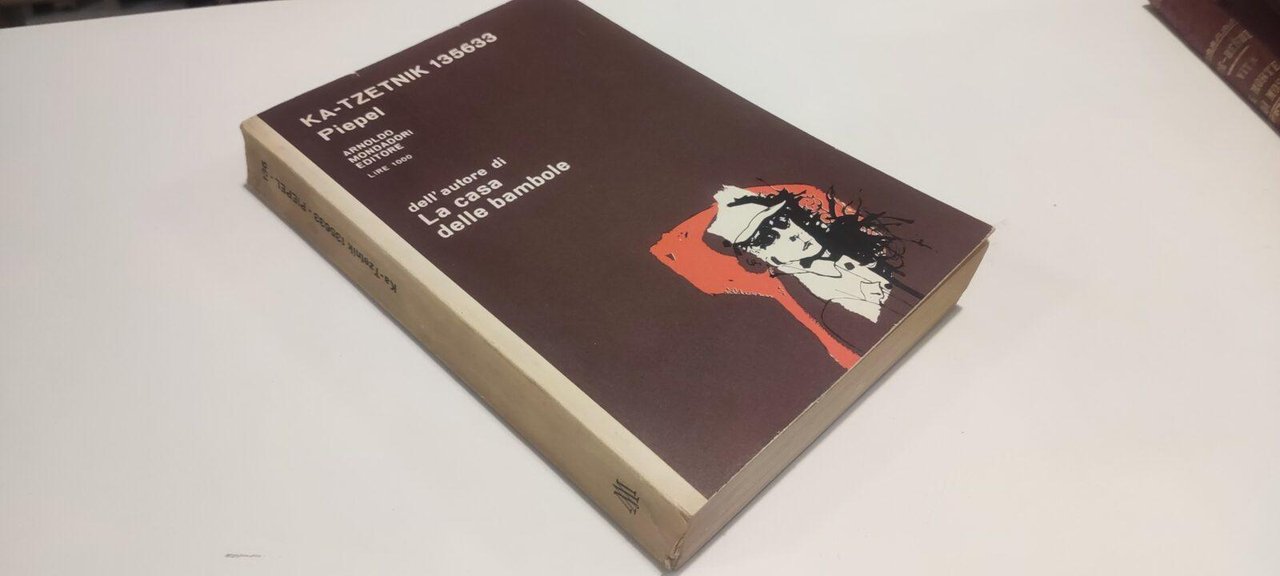 KA-TZETNIK 135633
Piepel
ARNOLDO
MONDADORI
EDITORE
LIRE 1000
dell'autore di
La casa
delle bambole
Ka-Tzetnik 135633 - PIEPEL -